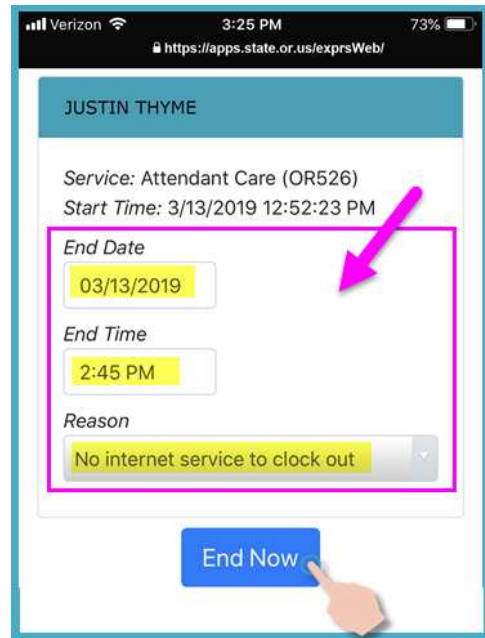 Verizon 3:25 PM 73%
https://apps.state.or.us/exprsWeb/
JUSTIN THYME
Service: Attendant Care (OR526)
Start Time: 3/13/2019 12:52:23 PM
End Date
03/13/2019
End Time
2:45 PM
Reason
No internet service to clock out
End Now